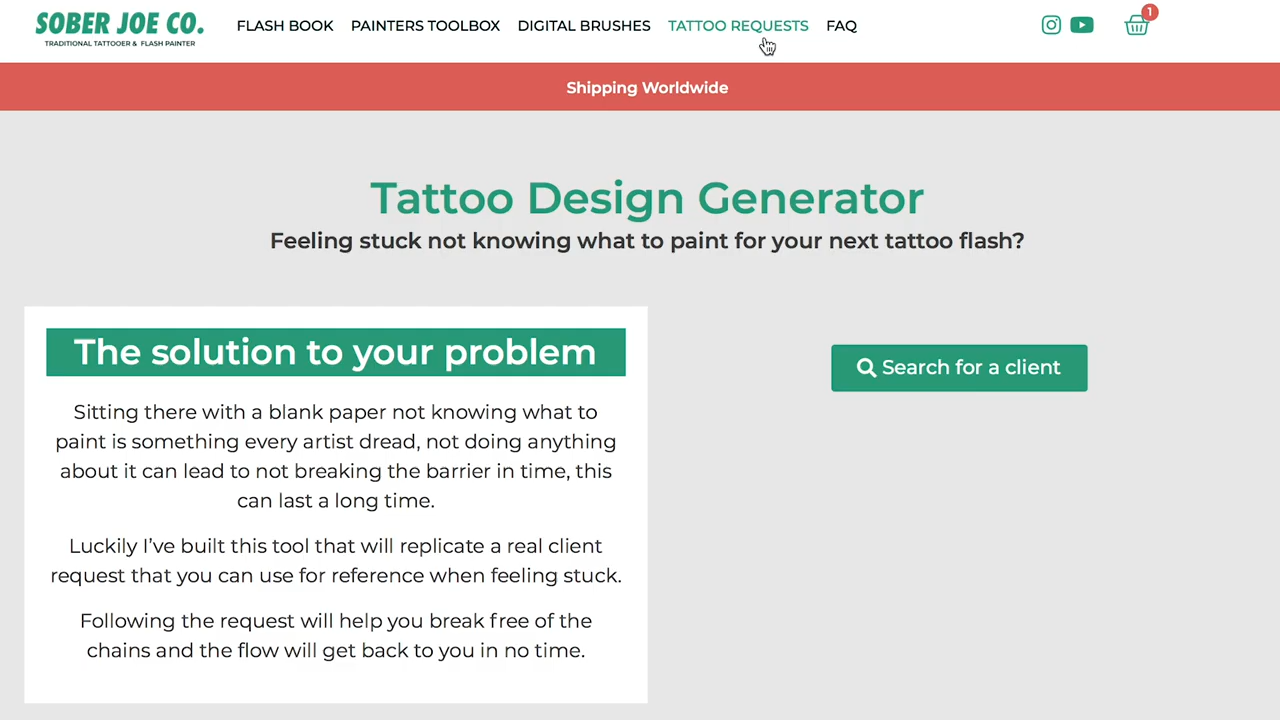 SOBER JOE CO.
TRADITIONAL TATTOOER & FLASH PAINTER
FLASH BOOK PAINTERS TOOLBOX DIGITAL BRUSHES TATTOO REQUESTS FAQ
1
Shipping Worldwide
Tattoo Design Generator
Feeling stuck not knowing what to paint for your next tattoo flash?
The solution to your problem
Sitting there with a blank paper not knowing what to
paint is something every artist dread, not doing anything
about it can lead to not breaking the barrier in time, this
can last a long time.
Luckily I’ve built this tool that will replicate a real client
request that you can use for reference when feeling stuck.
Following the request will help you break free of the
chains and the flow will get back to you in no time.
Search for a client